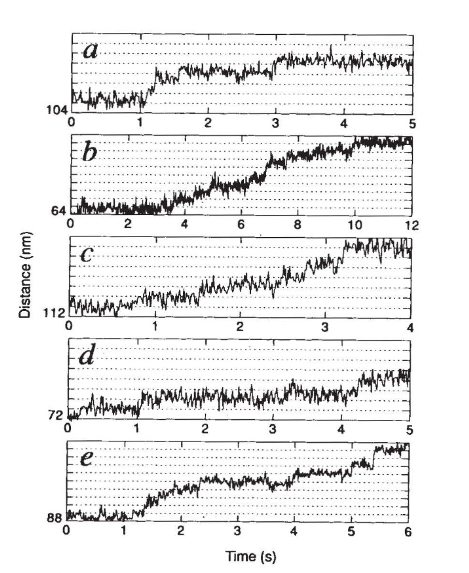 a
104
0 1 2 3 4 5
b
64
0 2 4 6 8 10 12
Distance (nm)
c
112
0 1 2 3 4
d
72
0 1 2 3 4 5
e
88
0 1 2 3 4 5 6
Time (s)